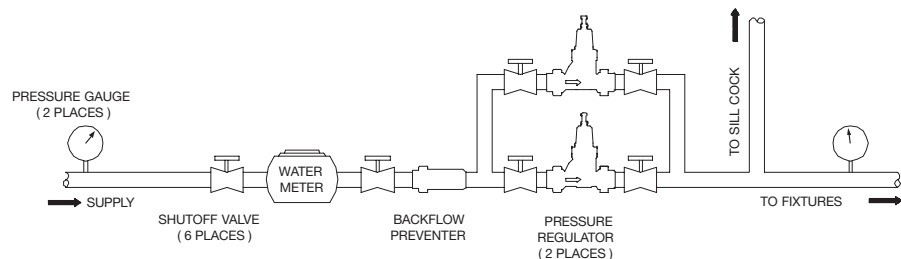 PRESSURE GAUGE
( 2 PLACES )
SUPPLY
SHUTOFF VALVE
( 6 PLACES )
WATER
METER
BACKFLOW
PREVENTER
PRESSURE
REGULATOR
( 2 PLACES )
TO SILL COCK
TO FIXTURES